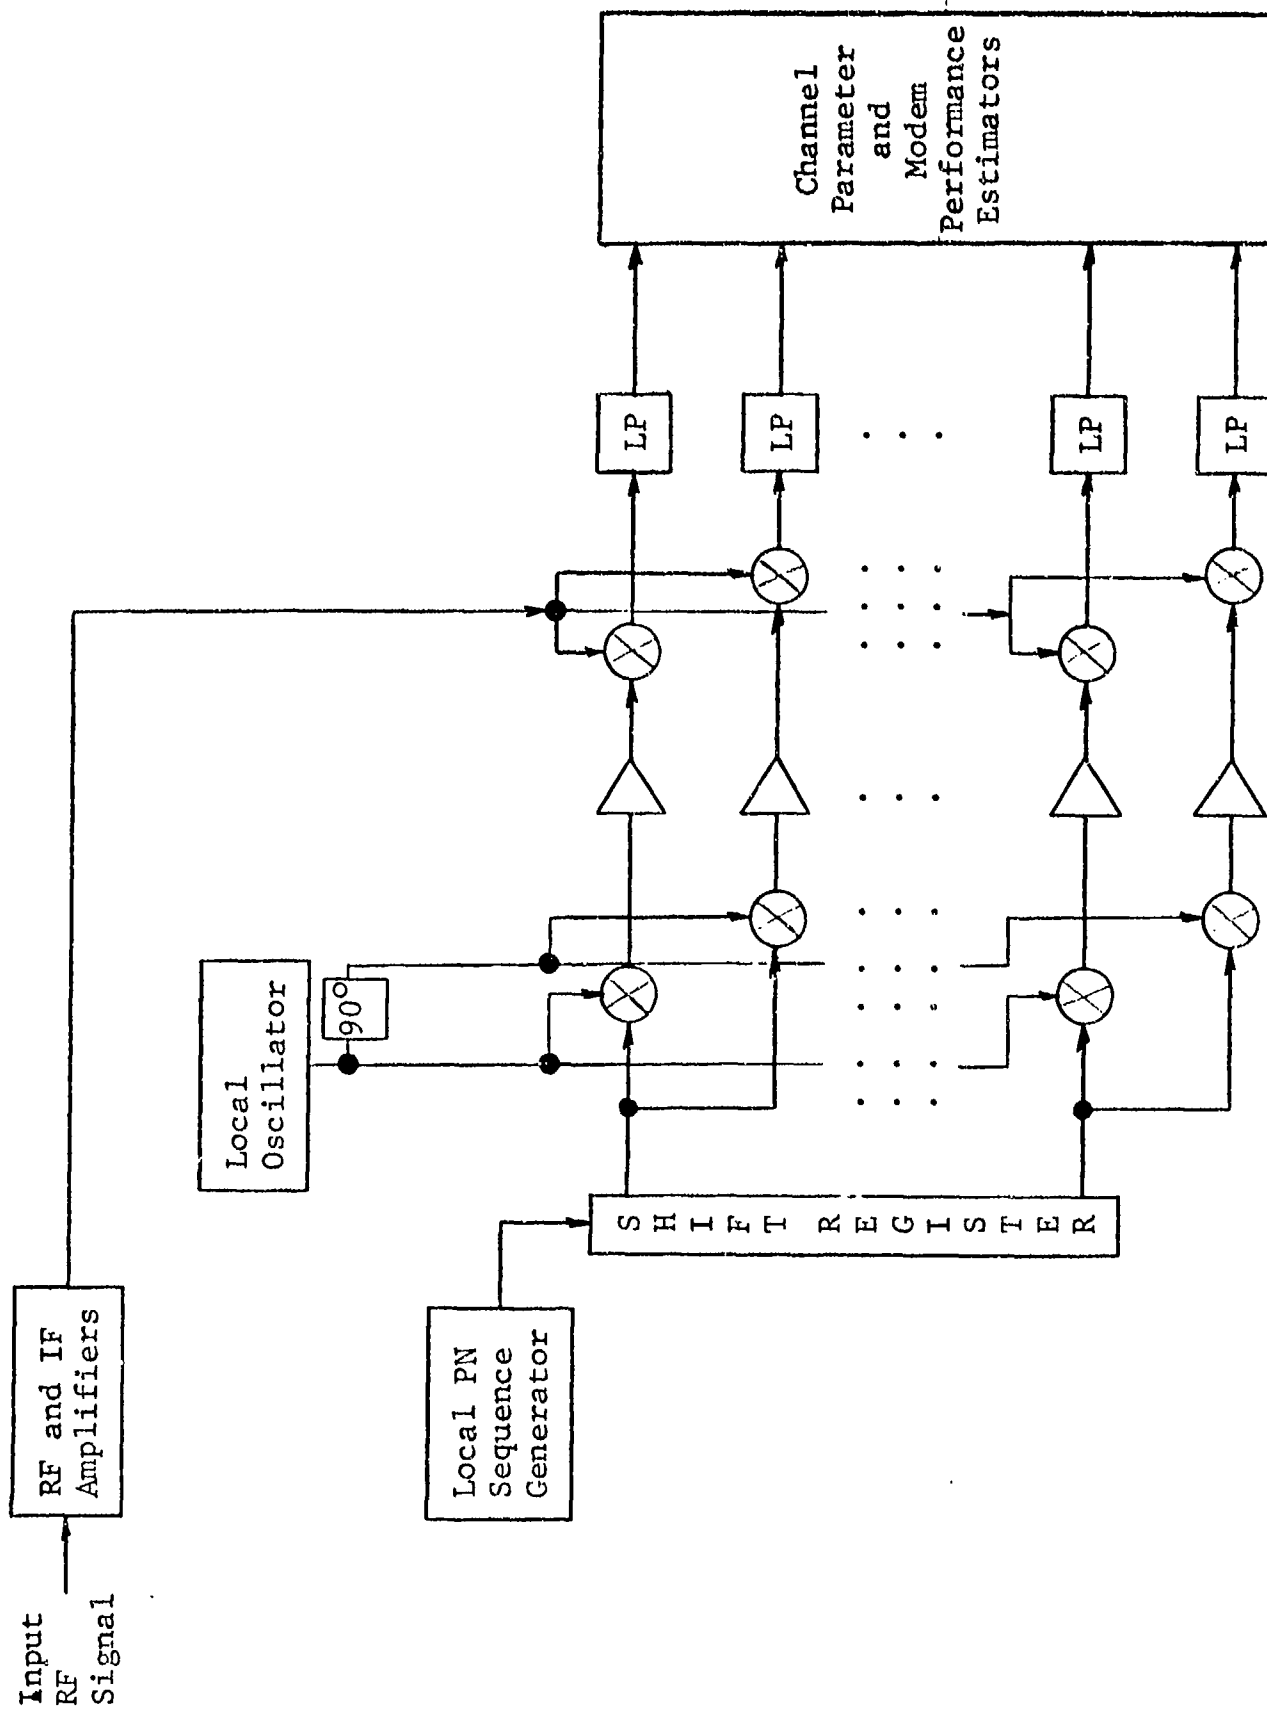 Input
RF
Signal
RF and IF
Amplifiers
Local
Oscillator
90°
Local PN
Sequence
Generator
SHIFT REGISTER
LP
LP
LP
LP
Channel
Parameter
and
Modem
Performance
Estimators